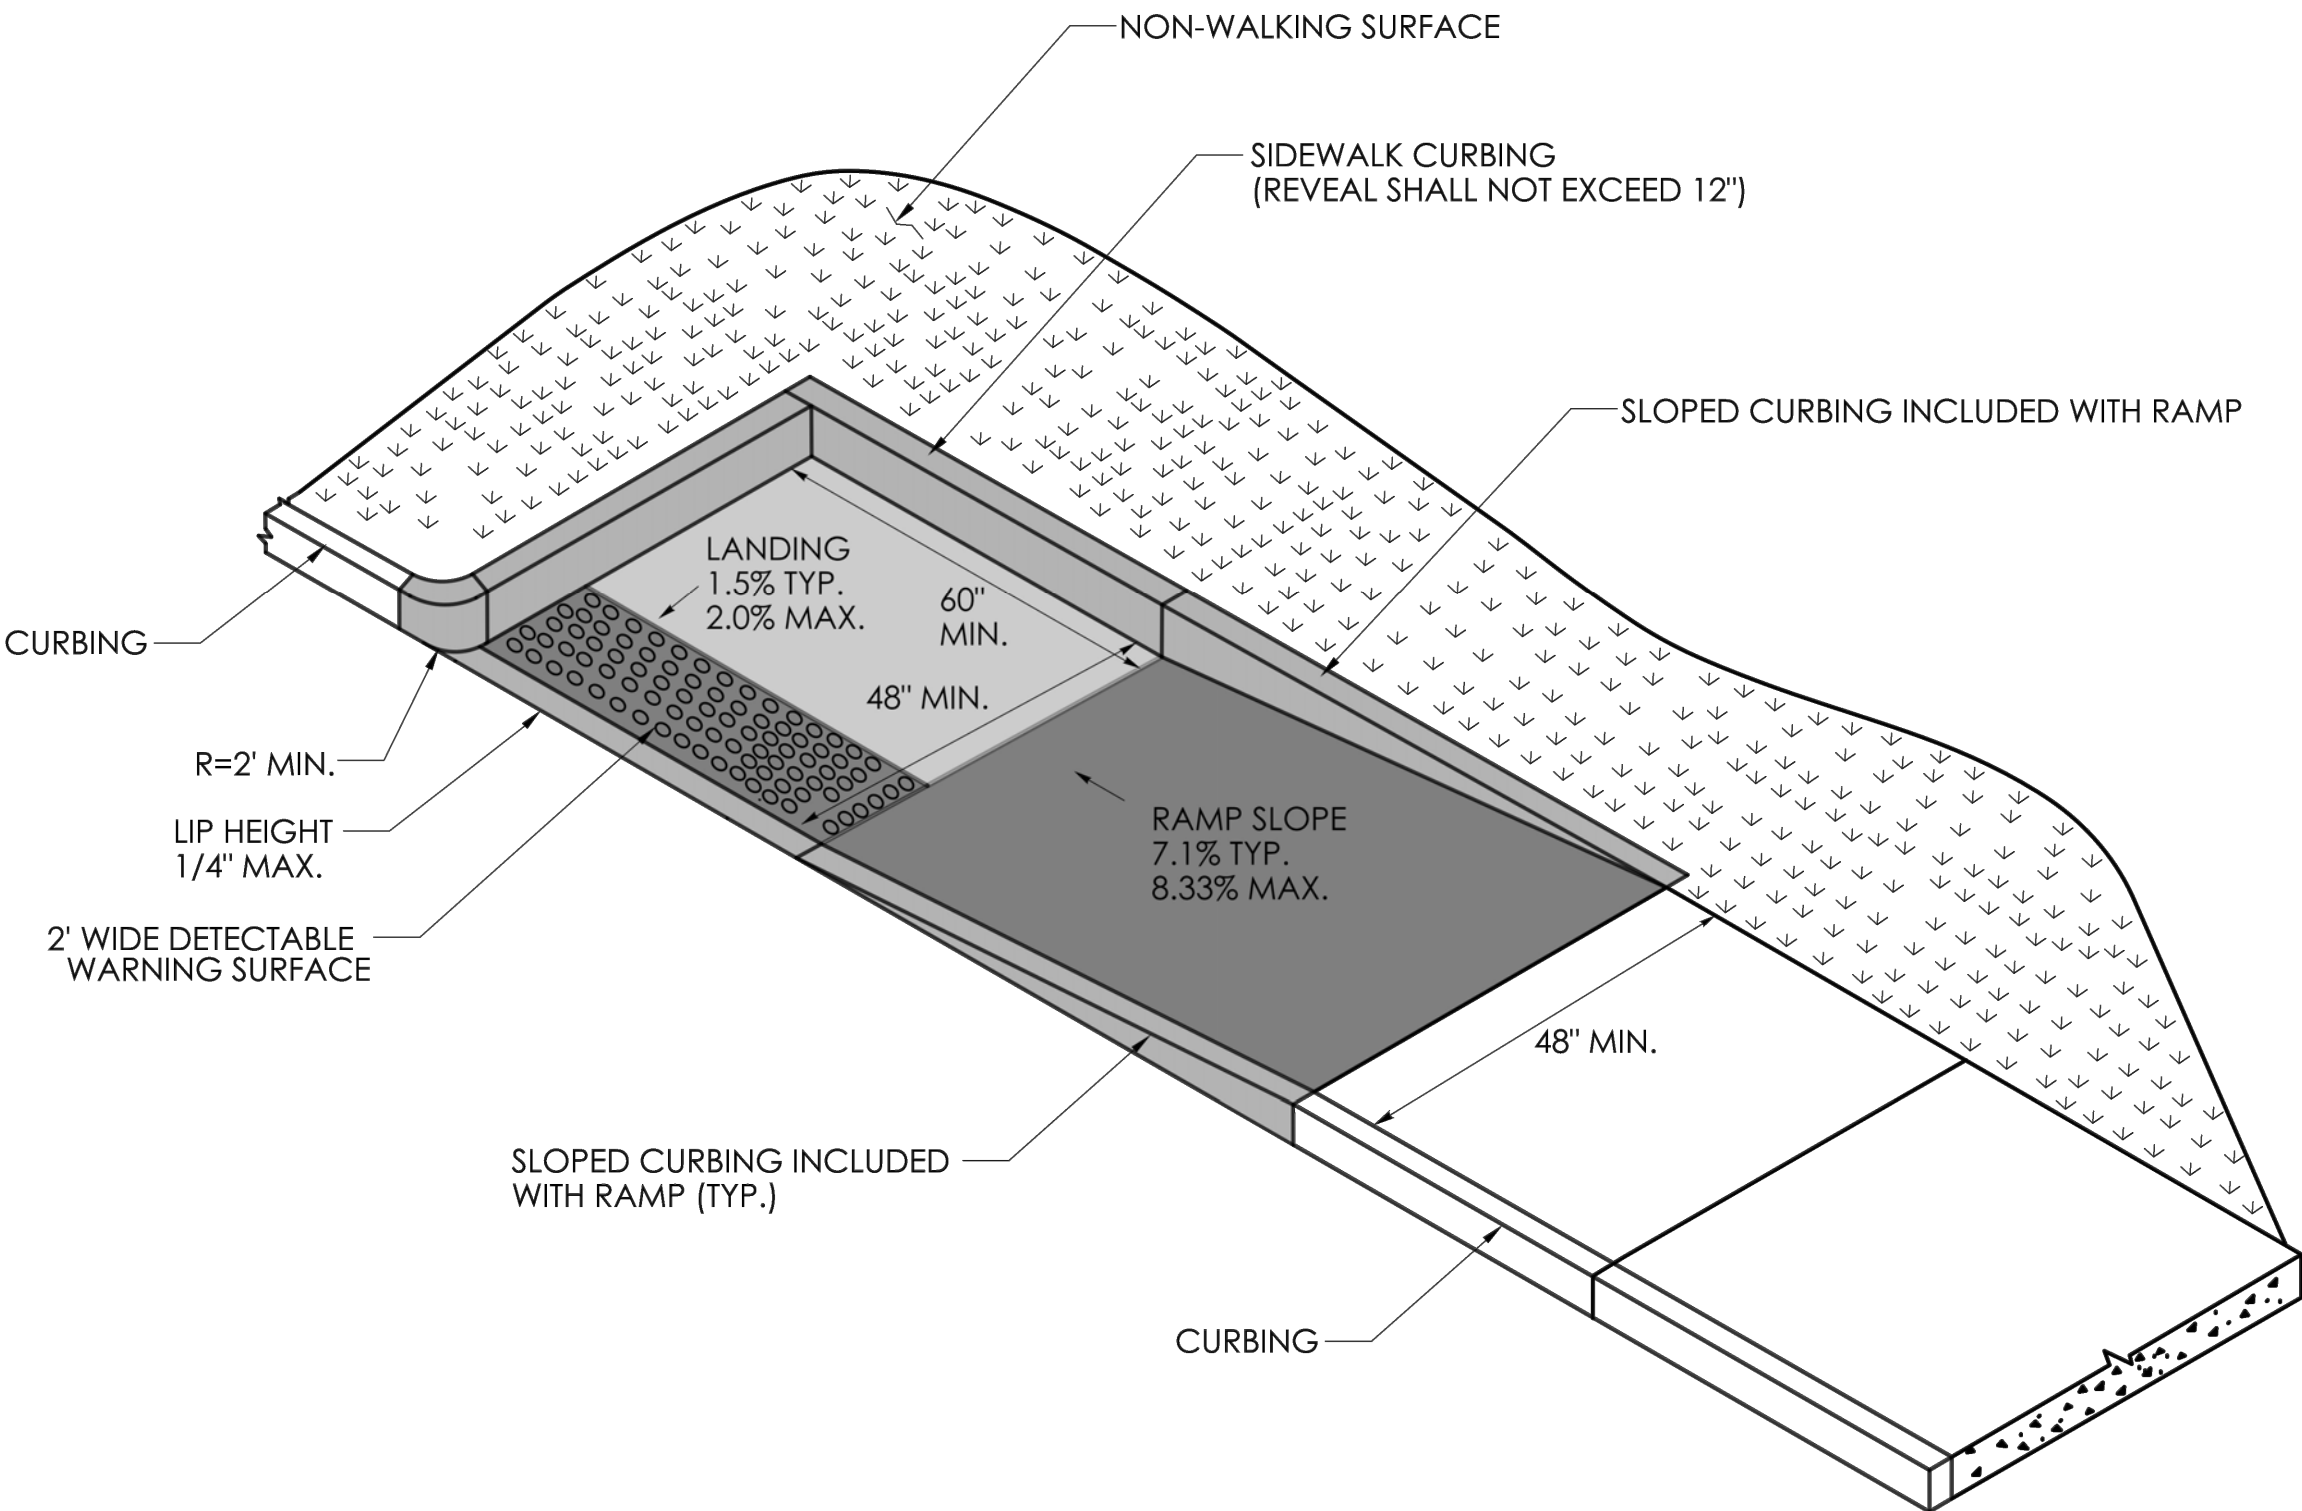 NON-WALKING SURFACE
SIDEWALK CURBING
(REVEAL SHALL NOT EXCEED 12")
SLOPED CURBING INCLUDED WITH RAMP
LANDING
1.5% TYP.
2.0% MAX.
60"
MIN.
48" MIN.
CURBING
R=2' MIN.
LIP HEIGHT
1/4" MAX.
2' WIDE DETECTABLE
WARNING SURFACE
RAMP SLOPE
7.1% TYP.
8.33% MAX.
48" MIN.
SLOPED CURBING INCLUDED
WITH RAMP (TYP.)
CURBING